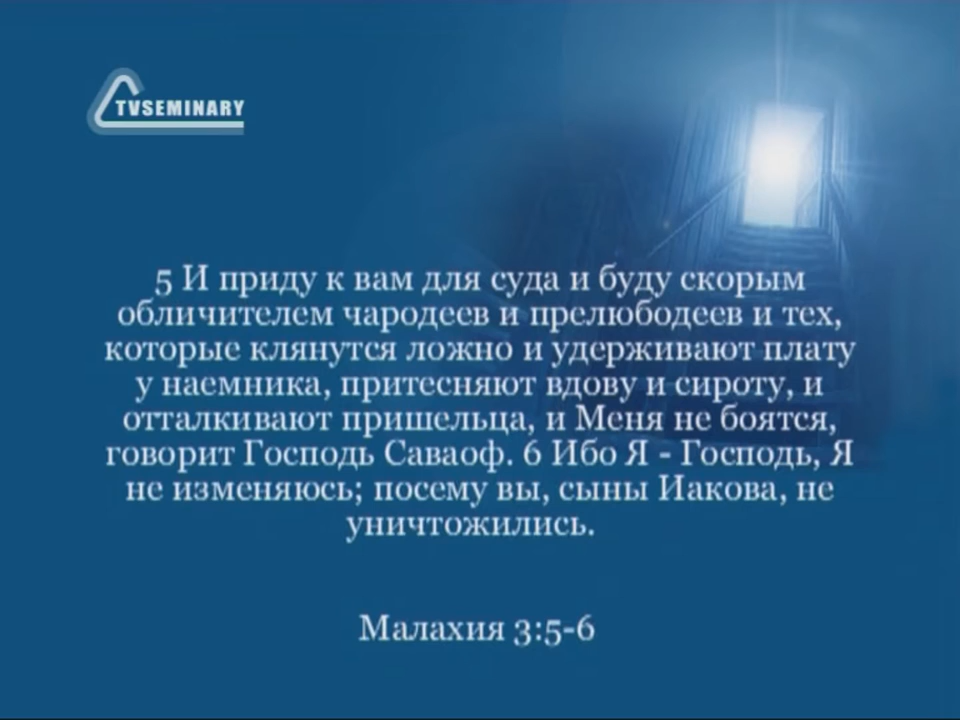 TVSEMINARY
5 И приду к вам для суда и буду скорым
обличителем чародеев и прелюбодеев и тех,
которые клянутся ложно и удерживают плату
у наемника, притесняют вдову и сироту, и
отталкивают пришельца, и Меня не боятся,
говорит Господь Саваоф. 6 Ибо Я - Господь, Я
не изменяюсь; посему вы, сыны Иакова, не
уничтожились.
Малахия 3:5-6